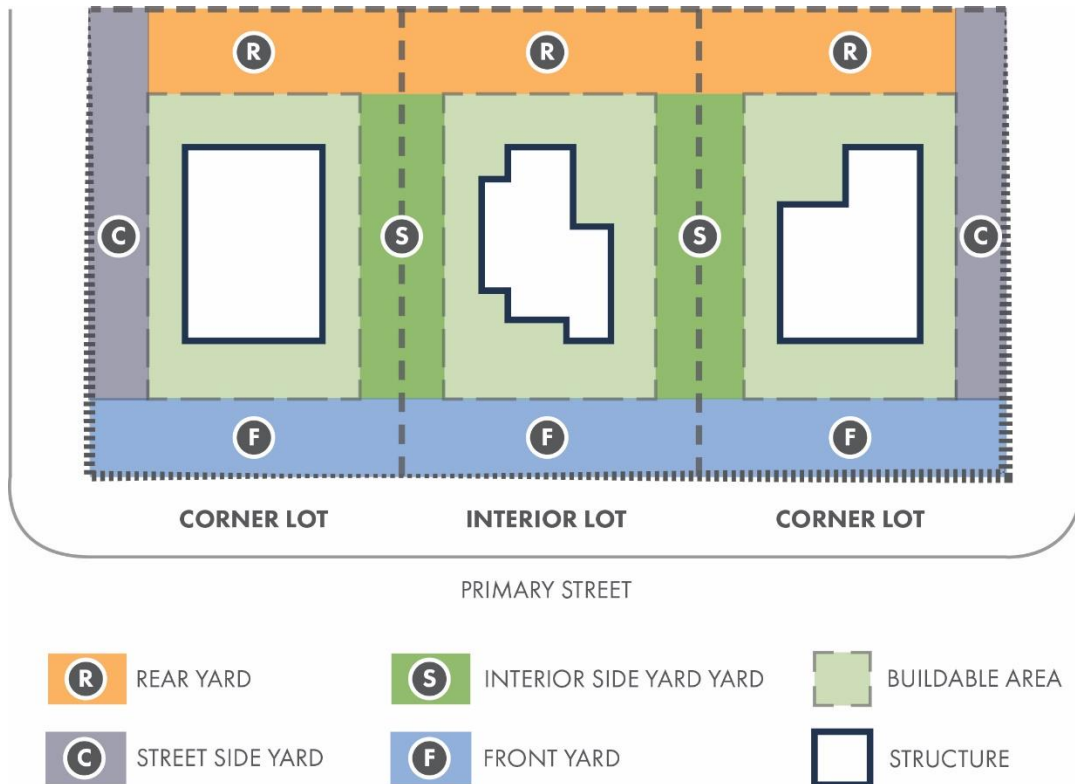 R R R
C S S C
F F F
CORNER LOT INTERIOR LOT CORNER LOT
PRIMARY STREET
R REAR YARD S INTERIOR SIDE YARD YARD BUILDABLE AREA
C STREET SIDE YARD F FRONT YARD STRUCTURE